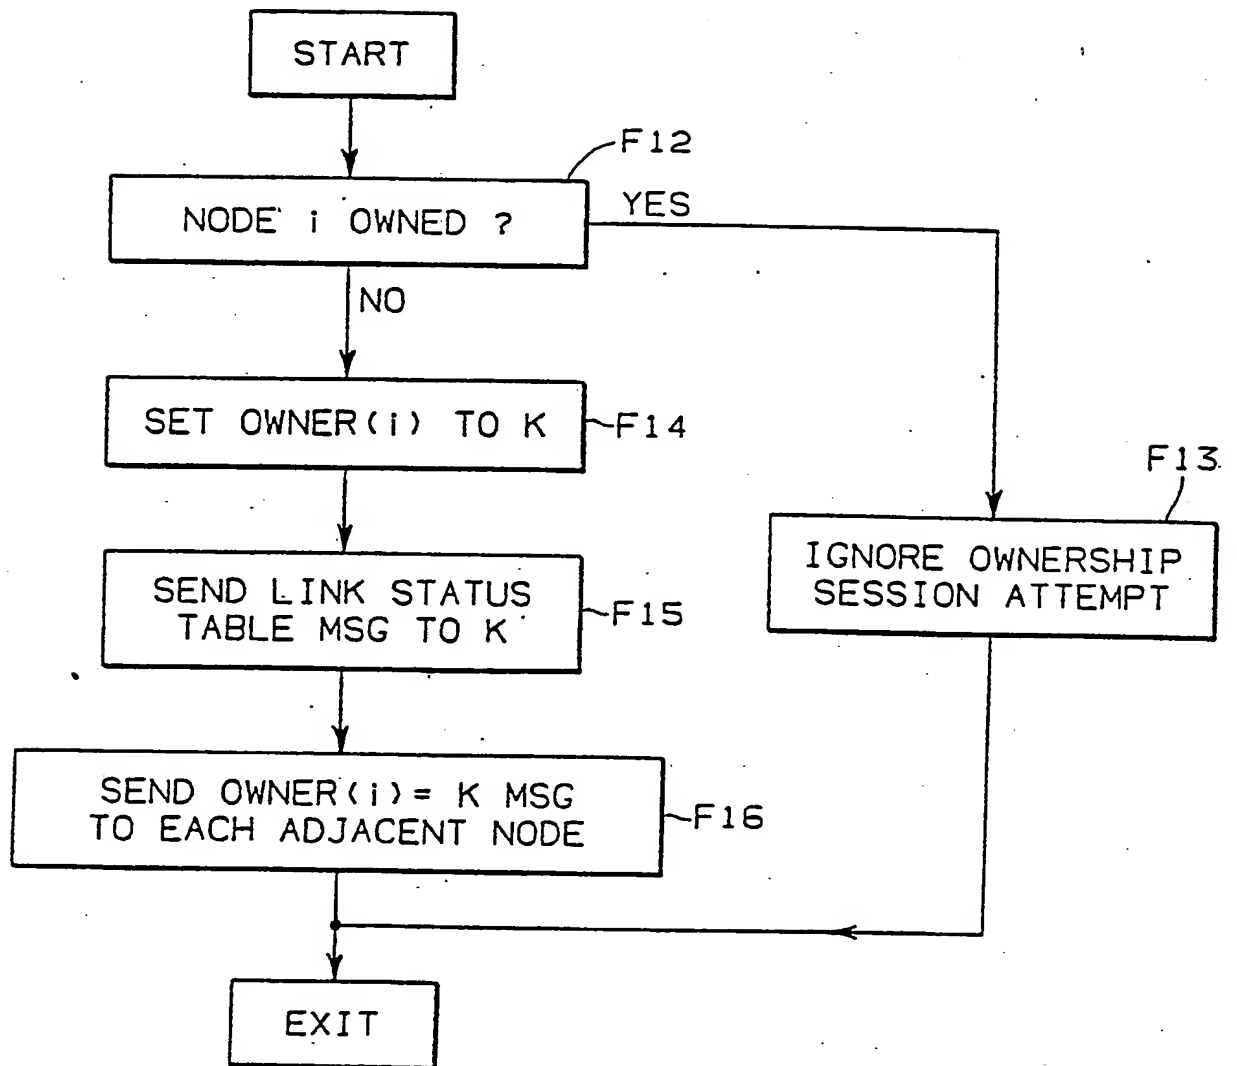 START
F12
NODE i OWNED ?
YES
NO
SET OWNER(i) TO K
F14
F13
IGNORE OWNERSHIP
SESSION ATTEMPT
SEND LINK STATUS
TABLE MSG TO K
F15
SEND OWNER(i)= K MSG
TO EACH ADJACENT NODE
F16
EXIT